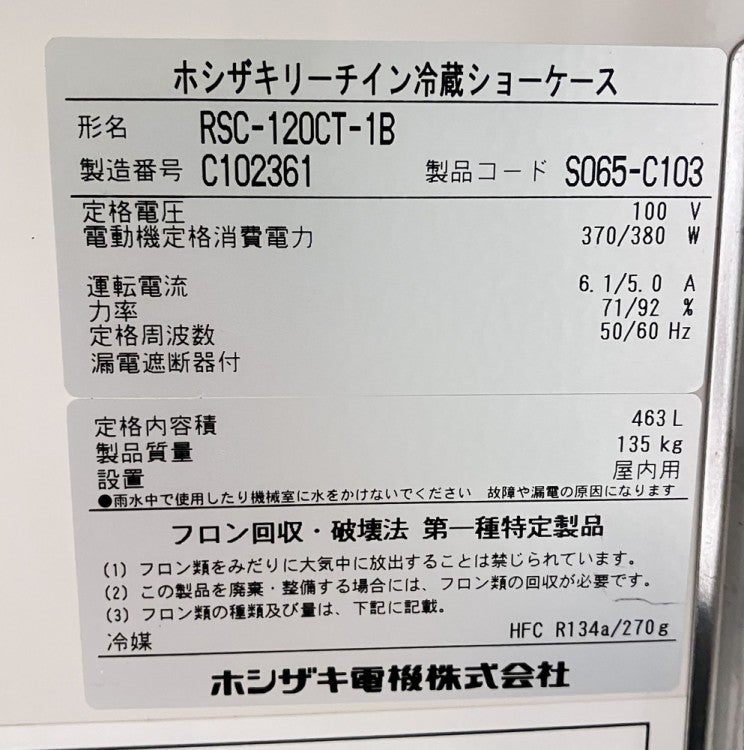 ホシザキリーチイン冷蔵ショーケース
形名 RSC-120CT-1B
製造番号 C102361 製品コード S065-C103
定格電圧 100 V
電動機定格消費電力 370/380 W
運転電流 6.1/5.0 A
力率 71/92 %
定格周波数 50/60 Hz
漏電遮断器付
定格内容積 463 L
製品質量 135 kg
設置 屋内用
●雨水中で使用したり機械室に水をかけないでください 故障や漏電の原因になります
フロン回収・破壊法 第一種特定製品
(1) フロン類をみだりに大気中に放出することは禁じられています。
(2) この製品を廃棄・整備する場合には、フロン類の回収が必要です。
(3) フロン類の種類及び量は、下記に記載。
冷媒 HFC R134a/270g
ホシザキ電機株式会社